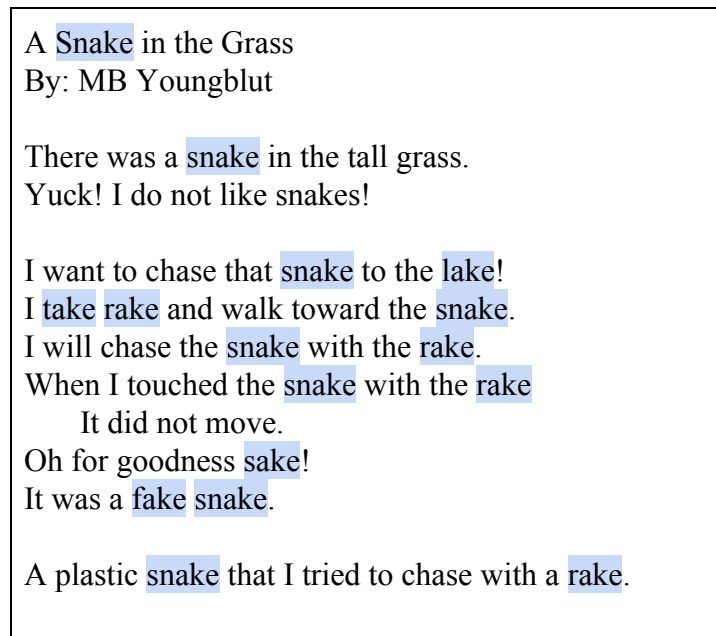 A Snake in the Grass
By: MB Youngblut
There was a snake in the tall grass.
Yuck! I do not like snakes!
I want to chase that snake to the lake!
I take rake and walk toward the snake.
I will chase the snake with the rake.
When I touched the snake with the rake
It did not move.
Oh for goodness sake!
It was a fake snake.
A plastic snake that I tried to chase with a rake.